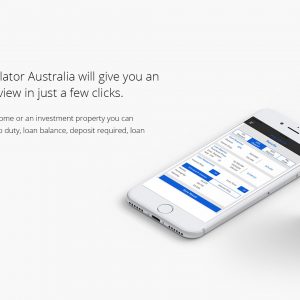 lator Australia will give you an
view in just a few clicks.
ome or an investment property you can
o duty, loan balance, deposit required, loan